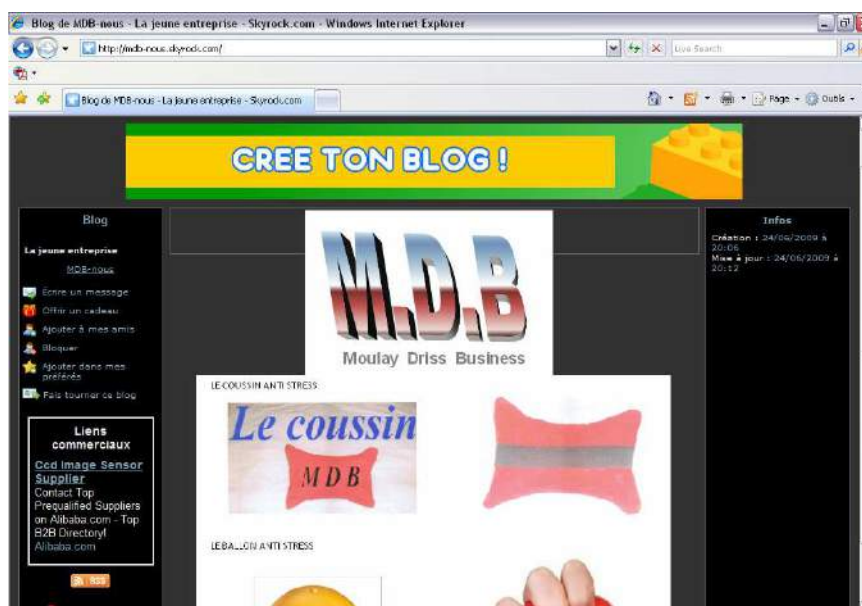 Blog de MDB-nous - La jeune entreprise - Skyrock.com - Windows Internet Explorer
http://mdb-nous.skyrock.com/
Live Search
Blog de MDB-nous - La jeune entreprise - Skyrock.com
Page
Outils
CREE TON BLOG !
Blog
La jeune entreprise
MDB-nous
Écrire un message
Offrir un cadeau
Ajouter à mes amis
Bloquer
Ajouter dans mes
préférés
Fais tourner ce blog
Liens
commerciaux
Ccd Image Sensor
Supplier
Contact Top
Prequalified Suppliers
on Alibaba.com - Top
B2B Directory!
Alibaba.com
RSS
M.D.B
Moulay Driss Business
LE COUSSIN ANTI STRESS
Le coussin
MDB
LE BALLON ANTI STRESS
Infos
Création : 24/06/2009 à
20:06
Mise à jour : 24/06/2009 à
20:12